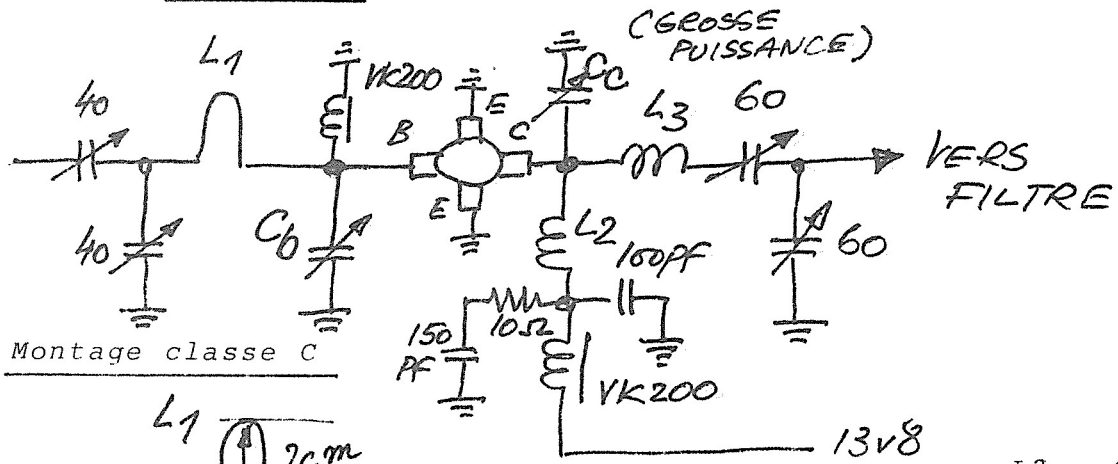 (GROSSE
PUISSANCE)
L1
40
VK200
E
B
C
Cc
L3
60
VERS
FILTRE
40
Cb
E
L2
100pf
60
10Ω
150
PF
Montage classe C
VK200
L1
2cm
13v8